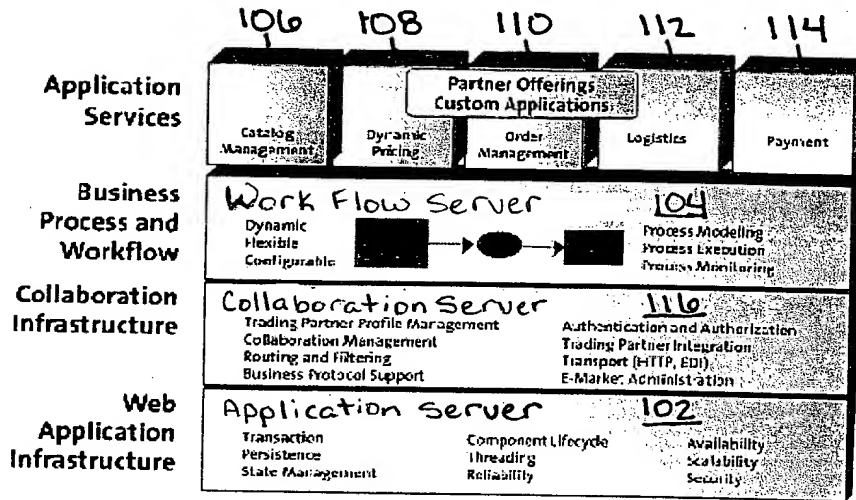 106 108 110 112 114
Application
Services
Partner Offerings
Custom Applications
Catalog
Management
Dynamic
Pricing
Order
Management
Logistics
Payment
Business
Process and
Workflow
Work Flow Server 104
Dynamic
Flexible
Configurable
Process Modeling
Process Execution
Process Monitoring
Collaboration
Infrastructure
Collaboration Server 116
Trading Partner Profile Management
Collaboration Management
Routing and Filtering
Business Protocol Support
Authentication and Authorization
Trading Partner Integration
Transport (HTTP, EDI)
E-Market Administration
Web
Application
Infrastructure
Application Server 102
Transaction
Persistence
State Management
Component Lifecycle
Threading
Reliability
Availability
Scalability
Security